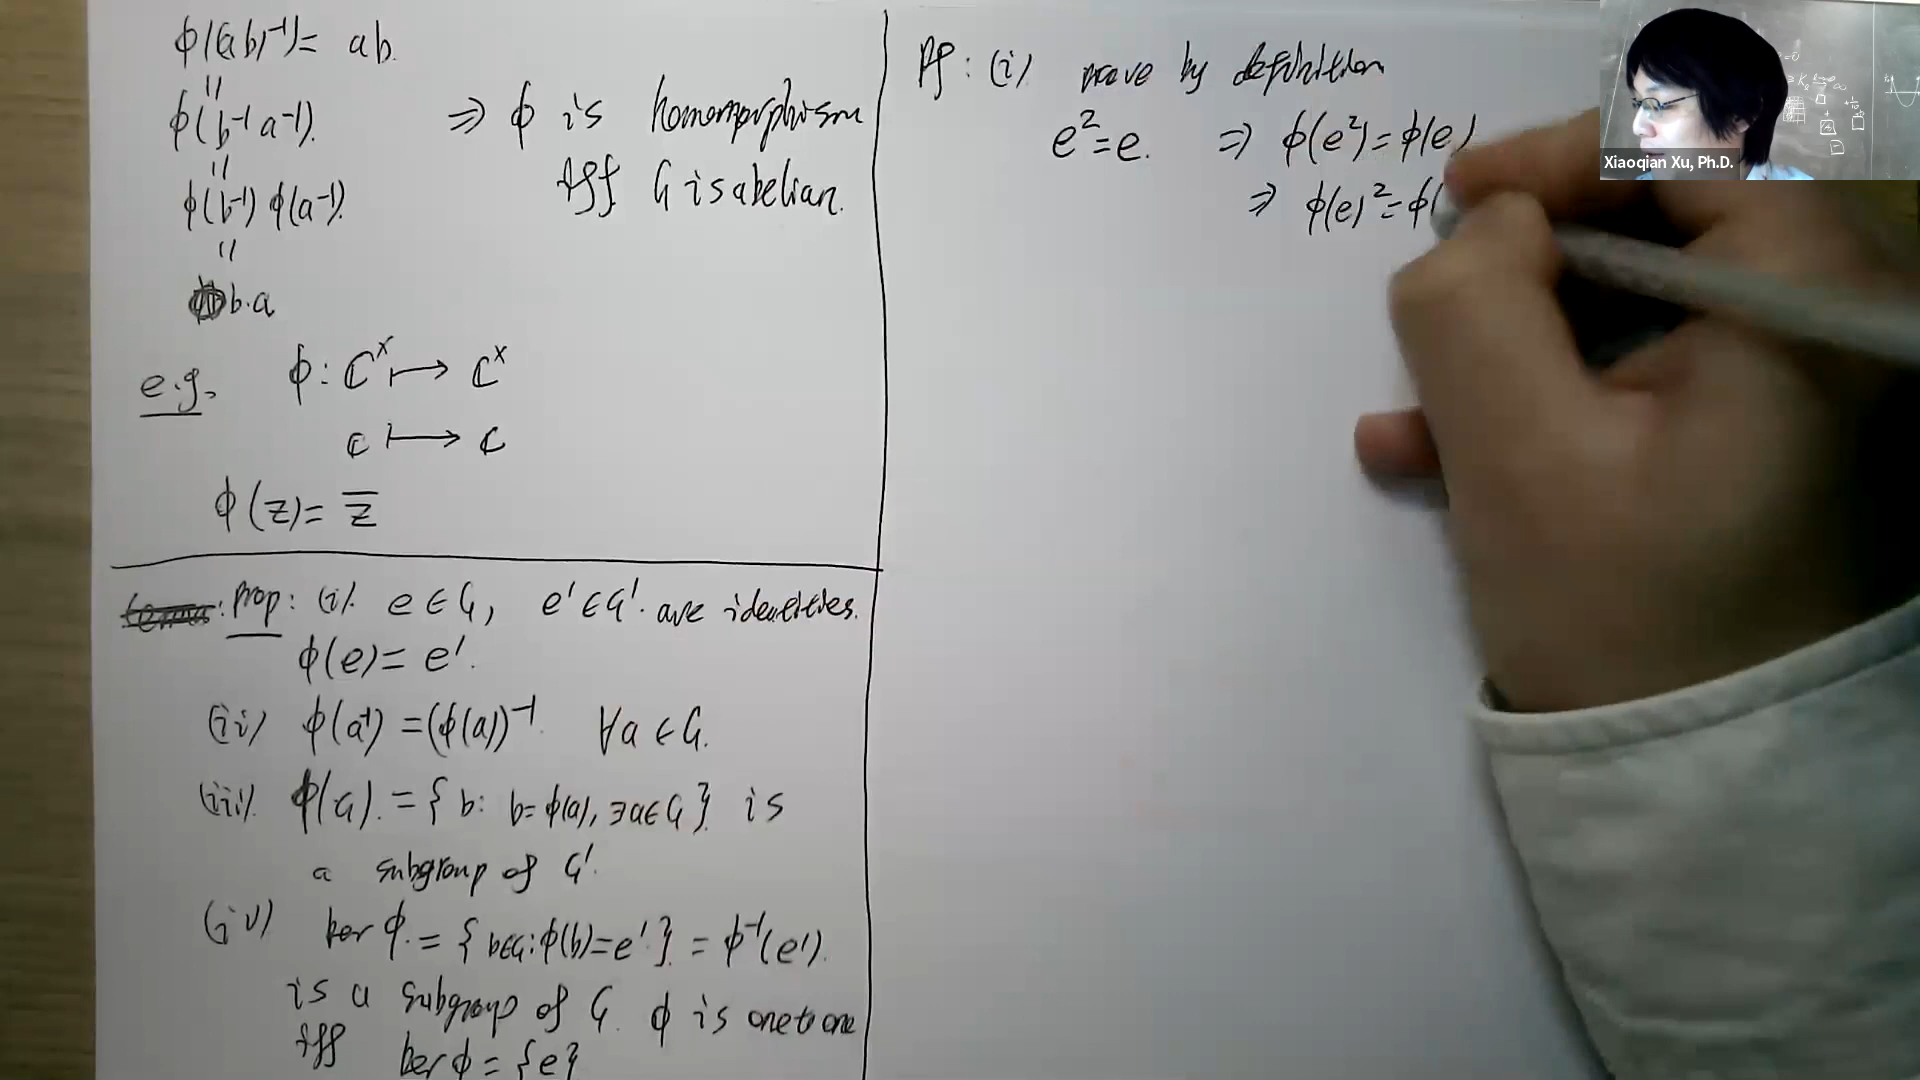 ϕ((ab)⁻¹) = ab.
=
ϕ(b⁻¹a⁻¹).
=
ϕ(b⁻¹)ϕ(a⁻¹).
=
b·a
⇒ ϕ is homomorphism
iff G is abelian.
e.g. ϕ: ℂˣ ↦ ℂˣ
ℂ ↦ ℂ
ϕ(z) = z̅
: Prop: (i). e ∈ G, e' ∈ G'. are identities.
ϕ(e) = e'.
(ii) ϕ(a⁻¹) = (ϕ(a))⁻¹. ∀a ∈ G.
(iii). ϕ(G). = {b: b = ϕ(a), ∃a∈G} is
a subgroup of G'.
(iv) ker ϕ. = {b∈G: ϕ(b) = e'} = ϕ⁻¹(e').
is a subgroup of G. ϕ is one to one
iff ker ϕ = {e}
Pf: (i). prove by definition
e² = e. ⇒ ϕ(e²) = ϕ(e)
⇒ ϕ(e)² = ϕ(
Xiaoqian Xu, Ph.D.